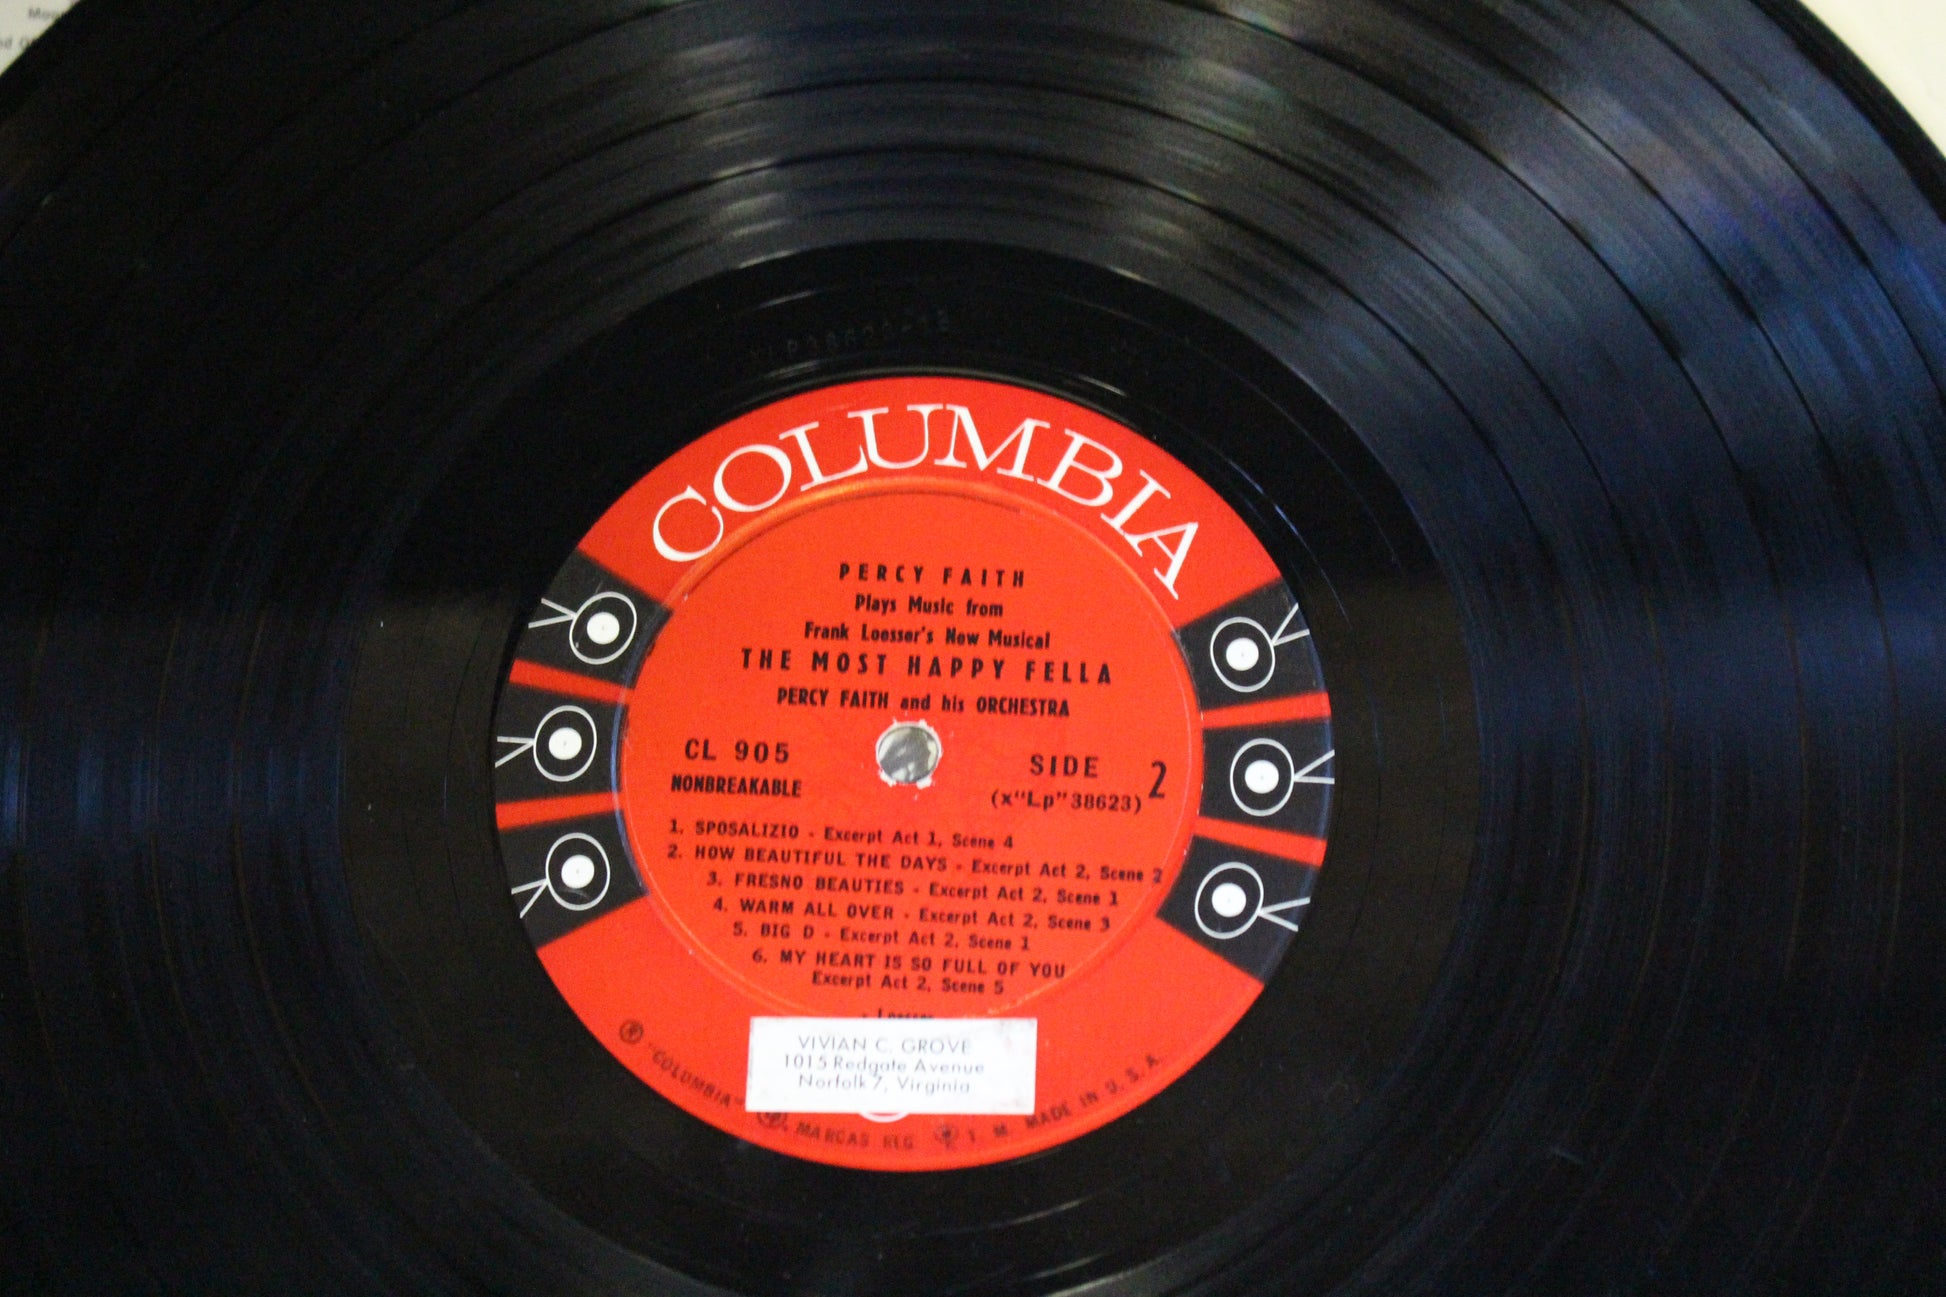 COLUMBIA
PERCY FAITH
Plays Music from
Frank Loesser's New Musical
THE MOST HAPPY FELLA
PERCY FAITH and his ORCHESTRA
CL 905
NONBREAKABLE
SIDE 2
(x"Lp"38623)
1. SPOSALIZIO - Excerpt Act 1, Scene 4
2. HOW BEAUTIFUL THE DAYS - Excerpt Act 2, Scene 2
3. FRESNO BEAUTIES - Excerpt Act 2, Scene 1
4. WARM ALL OVER - Excerpt Act 2, Scene 3
5. BIG D - Excerpt Act 2, Scene 1
6. MY HEART IS SO FULL OF YOU
Excerpt Act 2, Scene 5
- Loesser
VIVIAN C. GROVE
1015 Redgate Avenue
Norfolk 7, Virginia
® "COLUMBIA" MARCAS REG. T. M. MADE IN U. S. A.